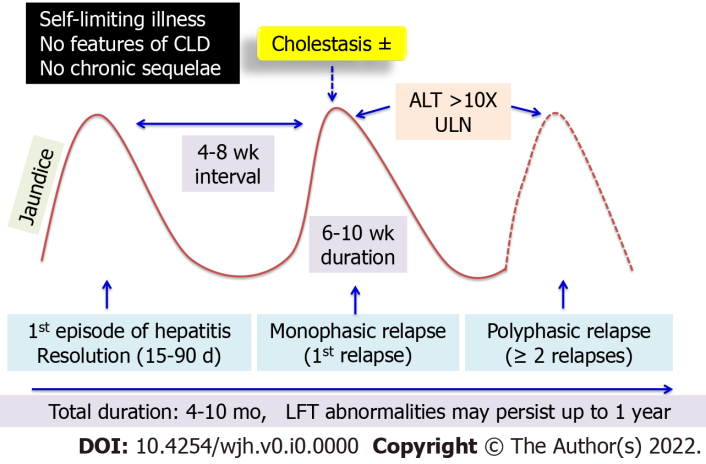 Self-limiting illness
No features of CLD
No chronic sequelae
Cholestasis ±
ALT >10X
ULN
Jaundice
4-8 wk
interval
6-10 wk
duration
1st episode of hepatitis
Resolution (15-90 d)
Monophasic relapse
(1st relapse)
Polyphasic relapse
(≥ 2 relapses)
Total duration: 4-10 mo, LFT abnormalities may persist up to 1 year
DOI: 10.4254/wjh.v0.i0.0000 Copyright © The Author(s) 2022.